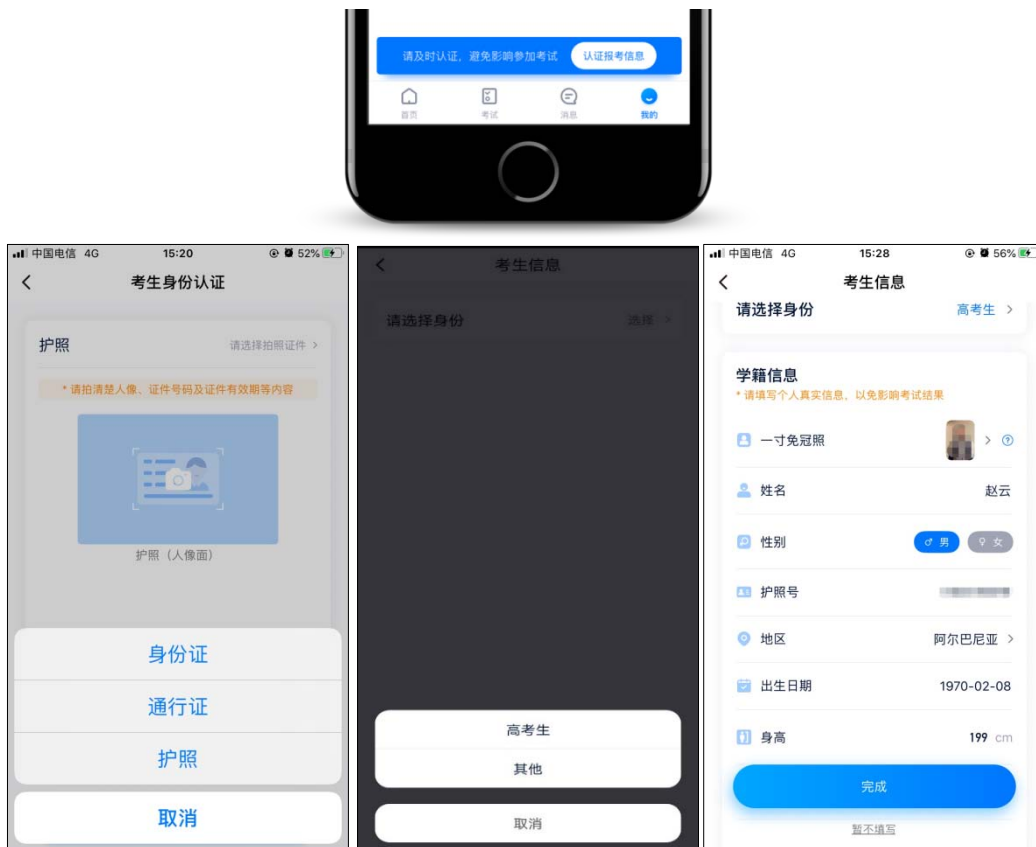 请及时认证，避免影响参加考试 认证报考信息
首页 考试 消息 我的
中国电信 4G 15:20 52%
考生身份认证
护照 请选择拍照证件
* 请拍清楚人像、证件号码及证件有效期等内容
护照（人像面）
身份证
通行证
护照
取消
考生信息
请选择身份 选择
高考生
其他
取消
中国电信 4G 15:28 56%
考生信息
请选择身份 高考生
学籍信息
* 请填写个人真实信息，以免影响考试结果
一寸免冠照
姓名 赵云
性别 男 女
护照号
地区 阿尔巴尼亚
出生日期 1970-02-08
身高 199 cm
完成
暂不填写